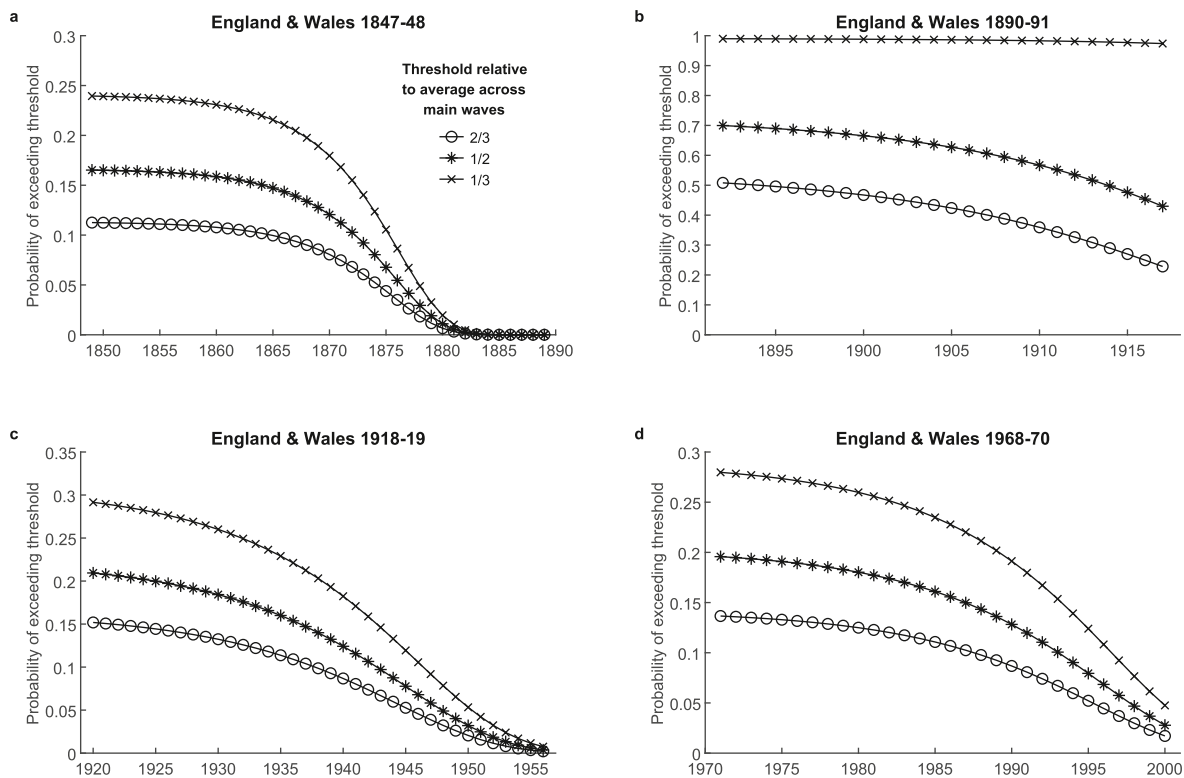 a
England & Wales 1847-48
Probability of exceeding threshold
0.3
0.25
0.2
0.15
0.1
0.05
0
1850 1855 1860 1865 1870 1875 1880 1885 1890
Threshold relative
to average across
main waves
2/3
1/2
1/3
b
England & Wales 1890-91
Probability of exceeding threshold
1
0.9
0.8
0.7
0.6
0.5
0.4
0.3
0.2
0.1
0
1895 1900 1905 1910 1915
c
England & Wales 1918-19
Probability of exceeding threshold
0.35
0.3
0.25
0.2
0.15
0.1
0.05
0
1920 1925 1930 1935 1940 1945 1950 1955
d
England & Wales 1968-70
Probability of exceeding threshold
0.3
0.25
0.2
0.15
0.1
0.05
0
1970 1975 1980 1985 1990 1995 2000